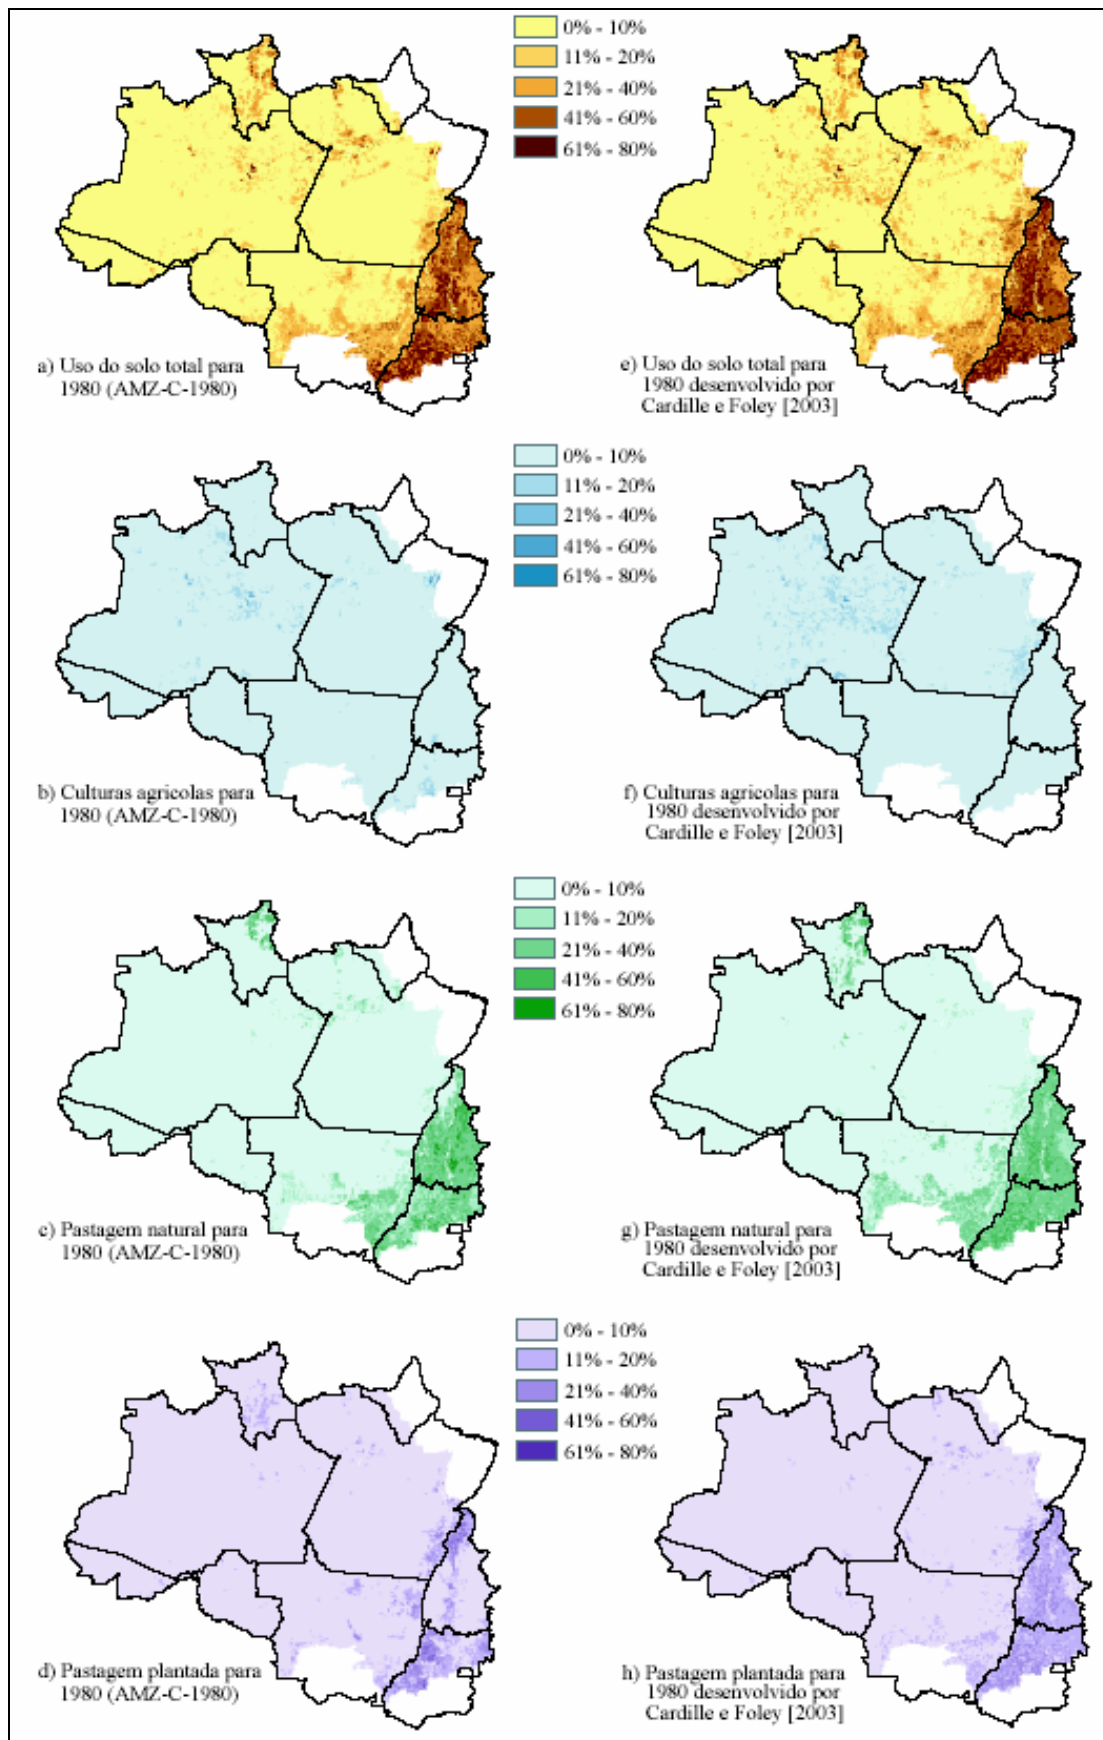 0% - 10%
11% - 20%
21% - 40%
41% - 60%
61% - 80%
a) Uso do solo total para
1980 (AMZ-C-1980)
e) Uso do solo total para
1980 desenvolvido por
Cardille e Foley [2003]
0% - 10%
11% - 20%
21% - 40%
41% - 60%
61% - 80%
b) Culturas agricolas para
1980 (AMZ-C-1980)
f) Culturas agricolas para
1980 desenvolvido por
Cardille e Foley [2003]
0% - 10%
11% - 20%
21% - 40%
41% - 60%
61% - 80%
c) Pastagem natural para
1980 (AMZ-C-1980)
g) Pastagem natural para
1980 desenvolvido por
Cardille e Foley [2003]
0% - 10%
11% - 20%
21% - 40%
41% - 60%
61% - 80%
d) Pastagem plantada para
1980 (AMZ-C-1980)
h) Pastagem plantada para
1980 desenvolvido por
Cardille e Foley [2003]